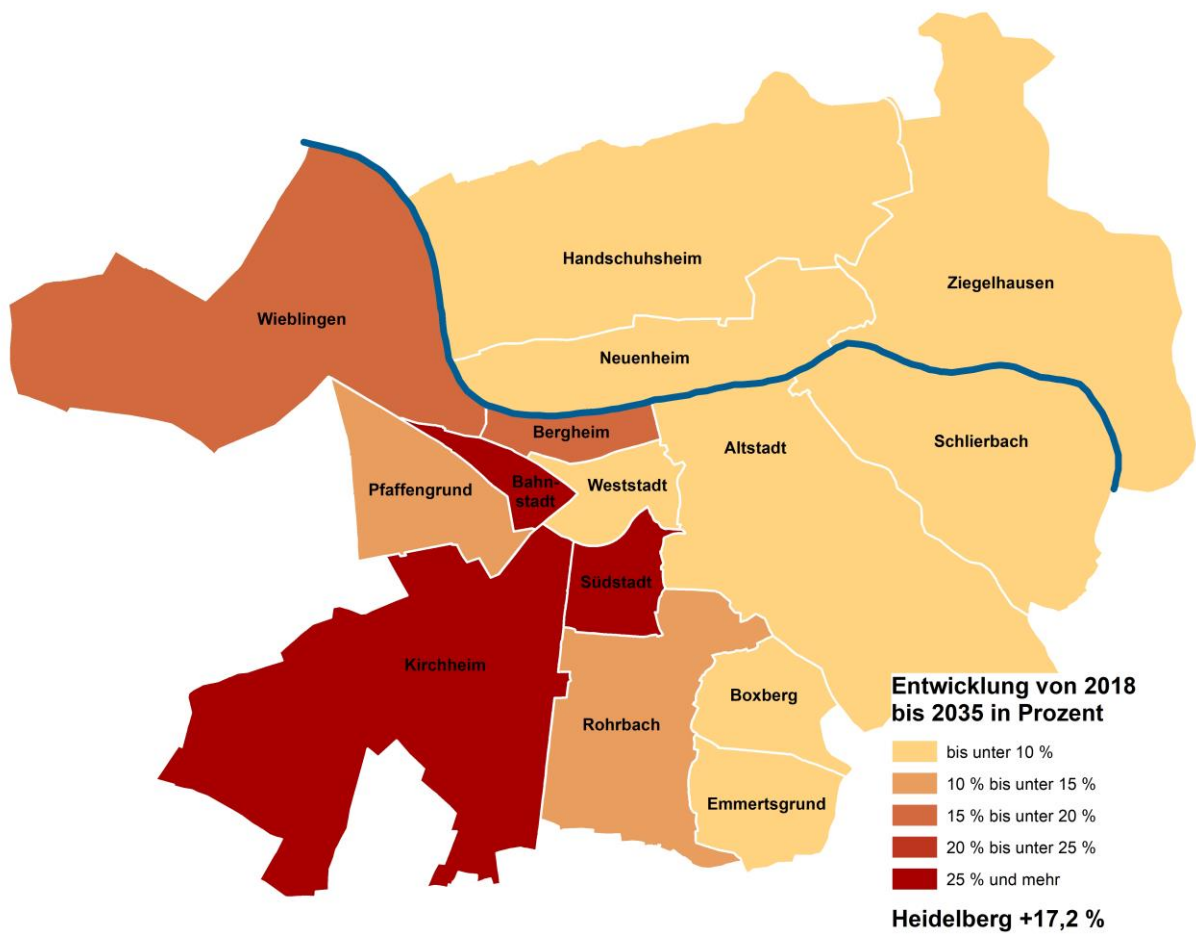 Handschuhsheim
Ziegelhausen
Wieblingen
Neuenheim
Bergheim
Altstadt
Schlierbach
Pfaffengrund
Bahn-
stadt
Weststadt
Südstadt
Kirchheim
Rohrbach
Boxberg
Emmertsgrund
Entwicklung von 2018
bis 2035 in Prozent
bis unter 10 %
10 % bis unter 15 %
15 % bis unter 20 %
20 % bis unter 25 %
25 % und mehr
Heidelberg +17,2 %